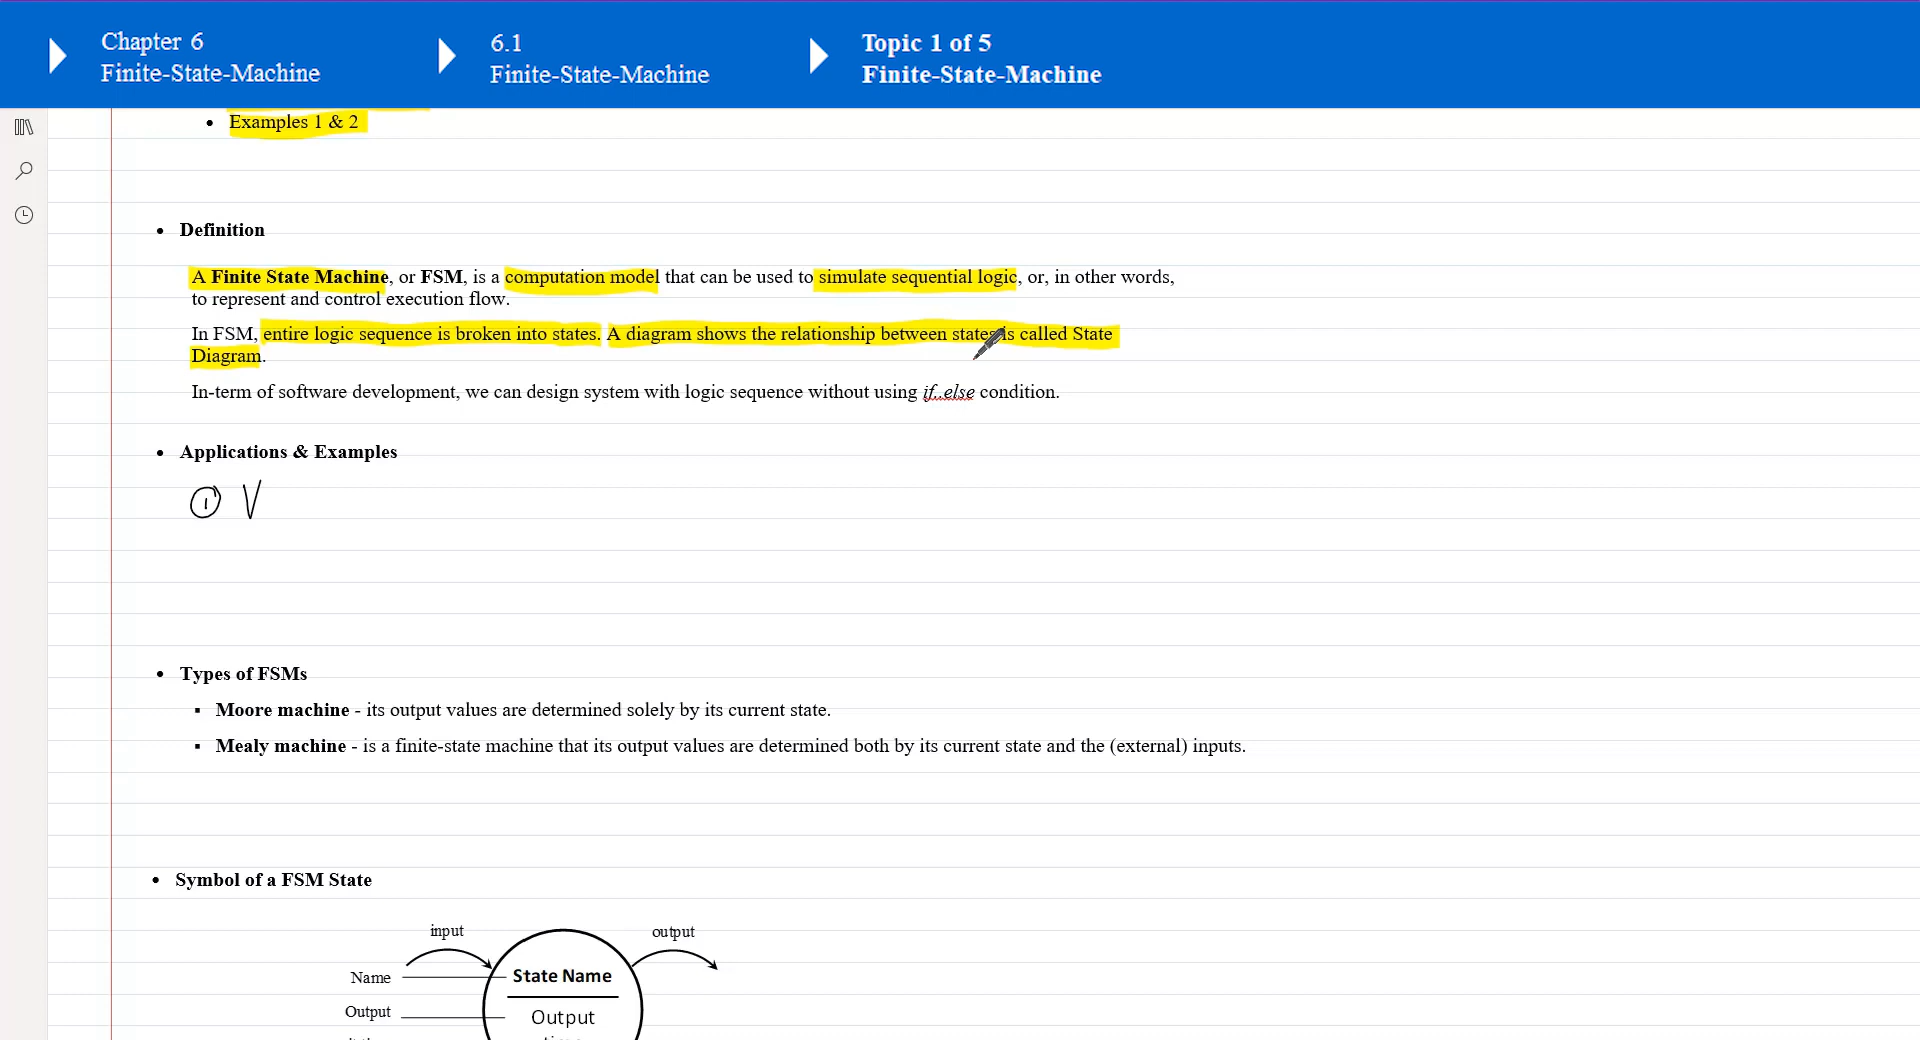 Chapter 6
Finite-State-Machine
6.1
Finite-State-Machine
Topic 1 of 5
Finite-State-Machine
• Examples 1 & 2
• Definition
A Finite State Machine, or FSM, is a computation model that can be used to simulate sequential logic, or, in other words,
to represent and control execution flow.
In FSM, entire logic sequence is broken into states. A diagram shows the relationship between states is called State
Diagram.
In-term of software development, we can design system with logic sequence without using if..else condition.
• Applications & Examples
① V
• Types of FSMs
▪ Moore machine - its output values are determined solely by its current state.
▪ Mealy machine - is a finite-state machine that its output values are determined both by its current state and the (external) inputs.
• Symbol of a FSM State
input
output
Name
State Name
Output
Output